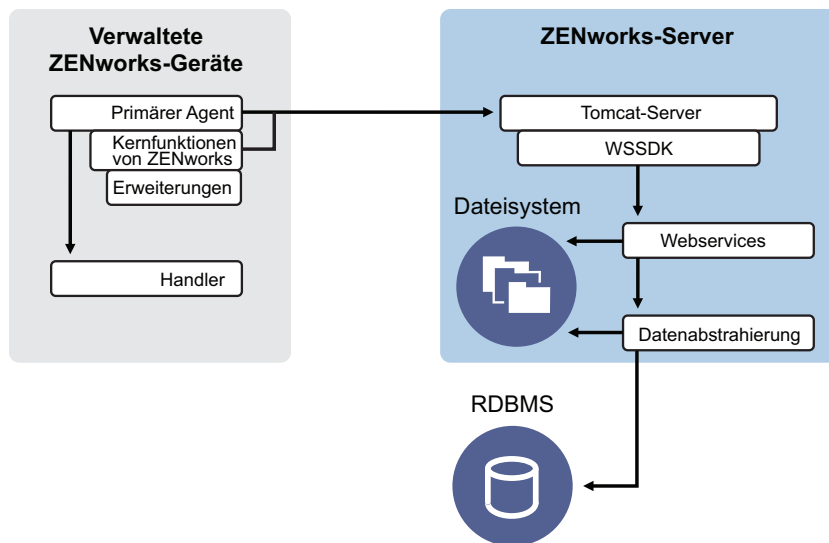 Verwaltete
ZENworks-Geräte
Primärer Agent
Kernfunktionen
von ZENworks
Erweiterungen
Handler
ZENworks-Server
Tomcat-Server
WSSDK
Dateisystem
Webservices
Datenabstrahierung
RDBMS